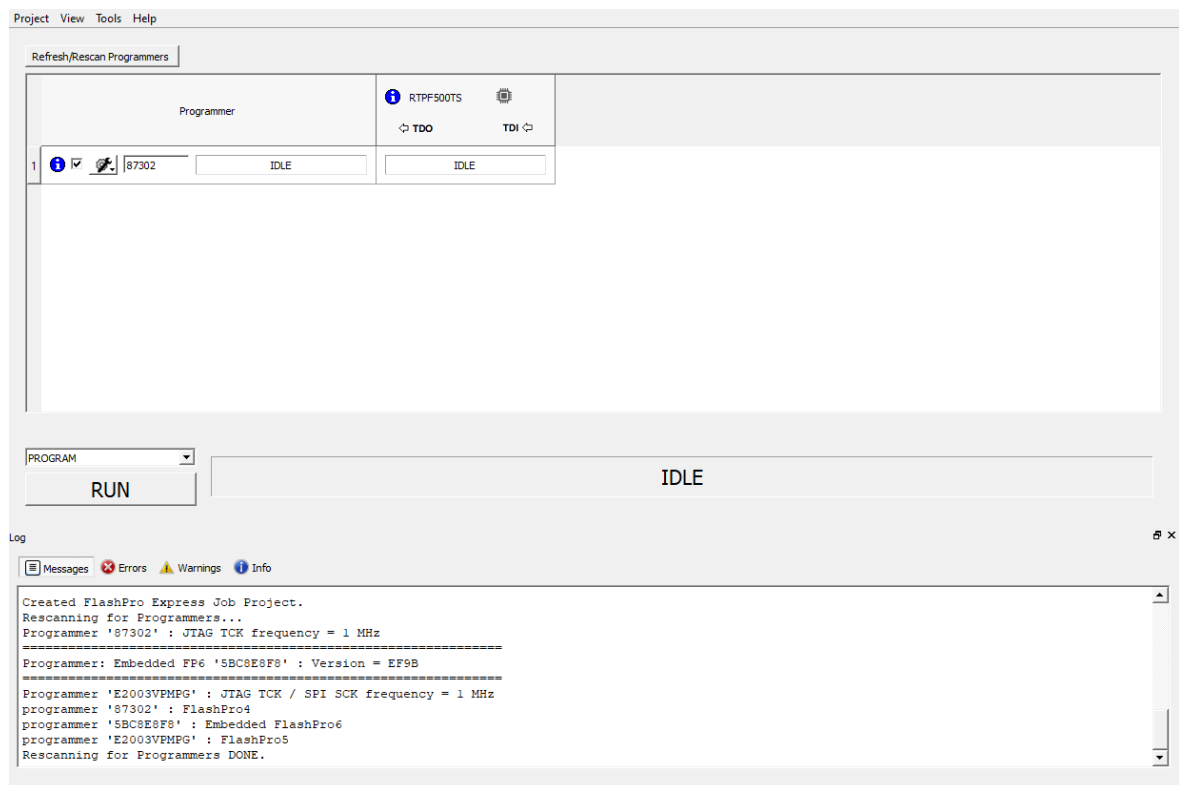 Project View Tools Help
Refresh/Rescan Programmers
Programmer
RTPF500TS
TDO TDI
1 87302 IDLE IDLE
PROGRAM
RUN
IDLE
Log
Messages Errors Warnings Info
Created FlashPro Express Job Project.
Rescanning for Programmers...
Programmer '87302' : JTAG TCK frequency = 1 MHz
===============================================================
Programmer: Embedded FP6 '5BC8E8F8' : Version = EF9B
===============================================================
Programmer 'E2003VPMPG' : JTAG TCK / SPI SCK frequency = 1 MHz
programmer '87302' : FlashPro4
programmer '5BC8E8F8' : Embedded FlashPro6
programmer 'E2003VPMPG' : FlashPro5
Rescanning for Programmers DONE.